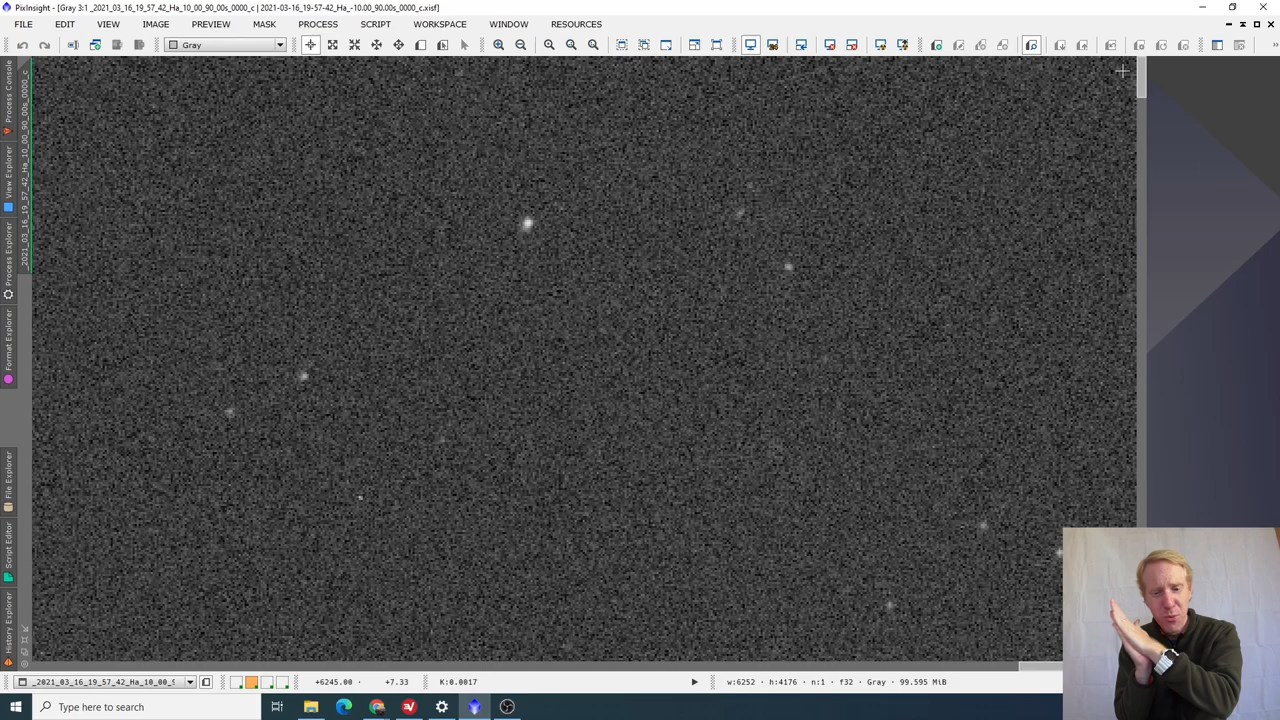 PixInsight - [Gray 3:1 _2021_03_16_19_57_42_Ha_10_00_90.00s_0000_c | 2021-03-16_19-57-42_Ha_-10.00_90.00s_0000_c.xisf]
FILE EDIT VIEW IMAGE PREVIEW MASK PROCESS SCRIPT WORKSPACE WINDOW RESOURCES
Gray
Process Console
View Explorer
Process Explorer
Format Explorer
File Explorer
Script Editor
History Explorer
_2021_03_16_19_57_42_Ha_10_00_90_00s_0000_c
_2021_03_16_19_57_42_Ha_10_00_S +6245.00 · +7.33 K:0.0017 w:6252 · h:4176 · n:1 · f32 · Gray · 99.595 MiB
Type here to search